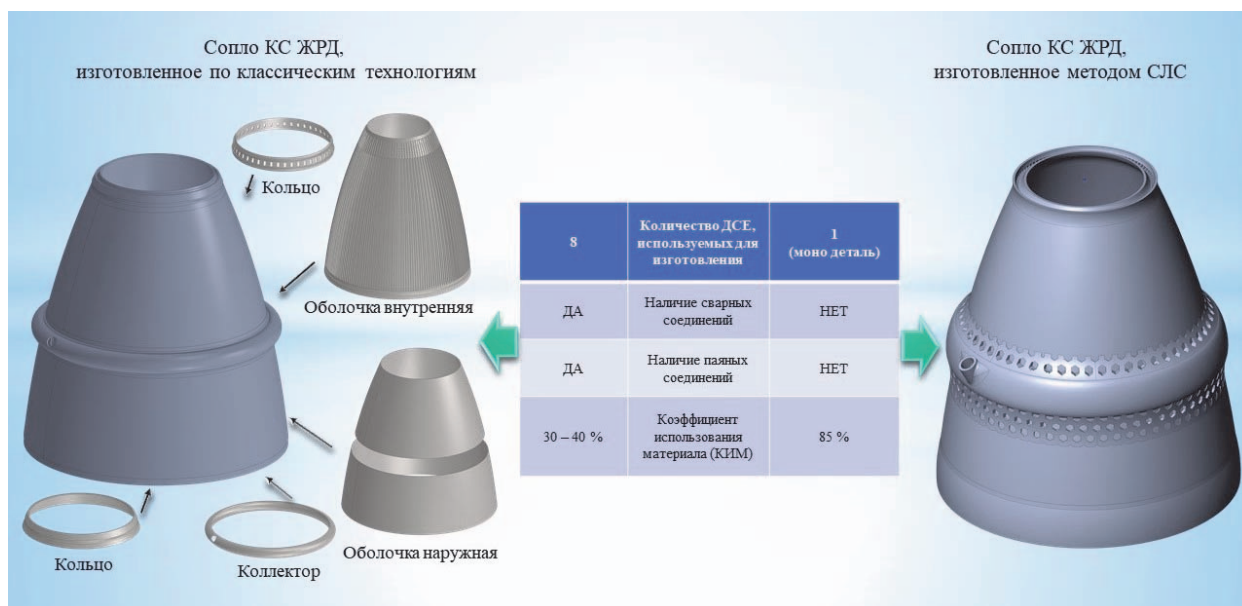 Сопло КС ЖРД,
изготовленное по классическим технологиям
Кольцо
Оболочка внутренняя
Оболочка наружная
Кольцо
Коллектор
8
Количество ДСЕ,
используемых для
изготовления
1
(моно деталь)
ДА
Наличие сварных
соединений
НЕТ
ДА
Наличие паяных
соединений
НЕТ
30 – 40 %
Коэффициент
использования
материала (КИМ)
85 %
Сопло КС ЖРД,
изготовленное методом СЛС